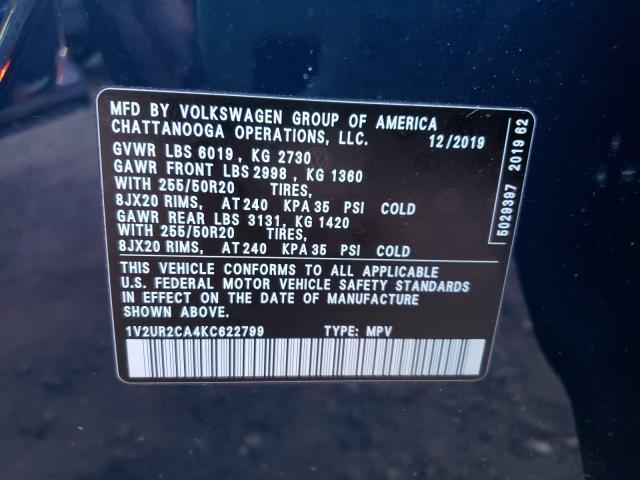 MFD BY VOLKSWAGEN GROUP OF AMERICA
CHATTANOOGA OPERATIONS, LLC. 12/2019
GVWR LBS 6019 , KG 2730
GAWR FRONT LBS 2998 , KG 1360
WITH 255/50R20 TIRES,
8JX20 RIMS, AT 240 KPA 35 PSI COLD
GAWR REAR LBS 3131, KG 1420
WITH 255/50R20 TIRES,
8JX20 RIMS, AT 240 KPA 35 PSI COLD
THIS VEHICLE CONFORMS TO ALL APPLICABLE
U.S. FEDERAL MOTOR VEHICLE SAFETY STANDARDS
IN EFFECT ON THE DATE OF MANUFACTURE
SHOWN ABOVE.
1V2UR2CA4KC622799 TYPE: MPV
5029397 2019 62